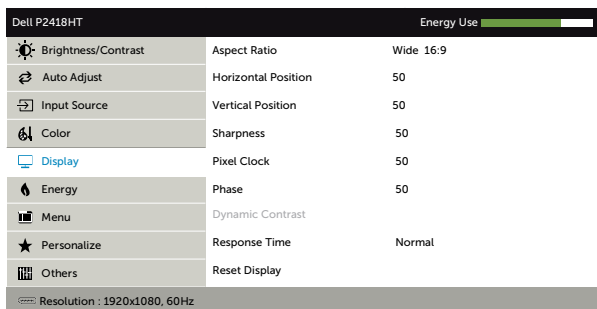 Dell P2418HT Energy Use
Brightness/Contrast Aspect Ratio Wide 16:9
Auto Adjust Horizontal Position 50
Input Source Vertical Position 50
Color Sharpness 50
Display Pixel Clock 50
Energy Phase 50
Menu Dynamic Contrast
Personalize Response Time Normal
Others Reset Display
Resolution : 1920x1080, 60Hz